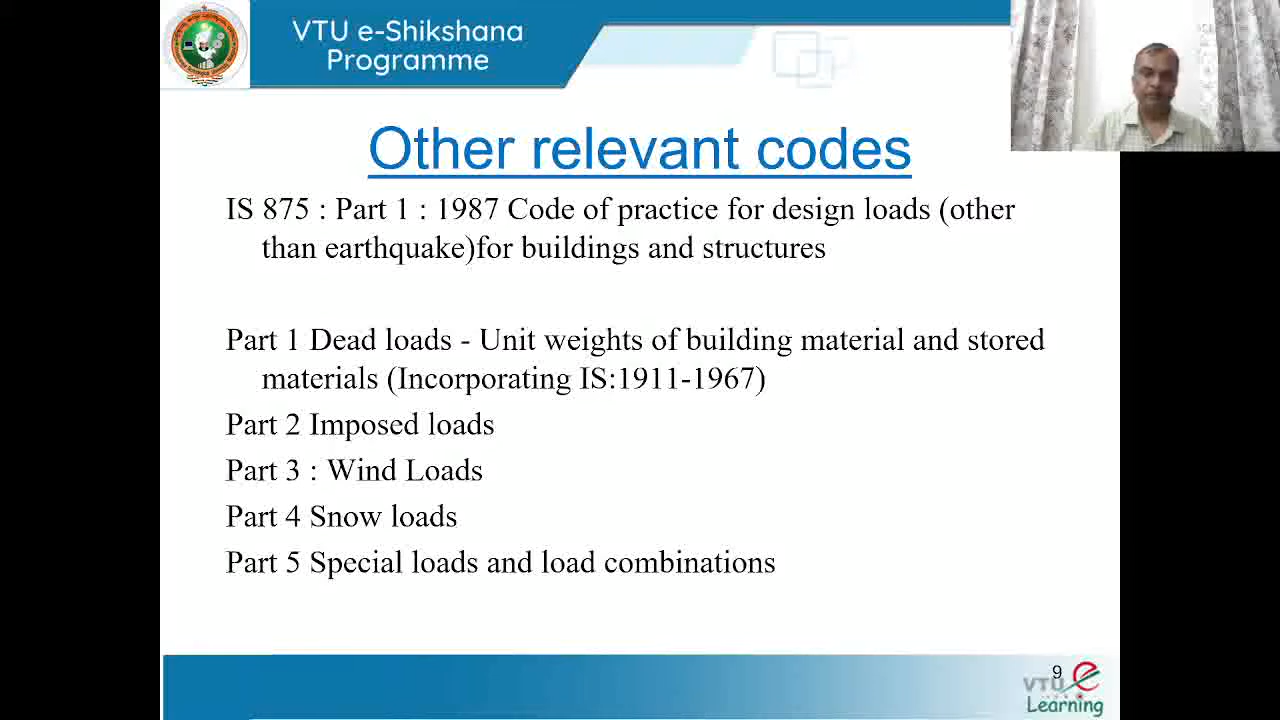 VTU e-Shikshana
Programme
Other relevant codes
IS 875 : Part 1 : 1987 Code of practice for design loads (other
than earthquake)for buildings and structures
Part 1 Dead loads - Unit weights of building material and stored
materials (Incorporating IS:1911-1967)
Part 2 Imposed loads
Part 3 : Wind Loads
Part 4 Snow loads
Part 5 Special loads and load combinations
9
VTU e
Learning